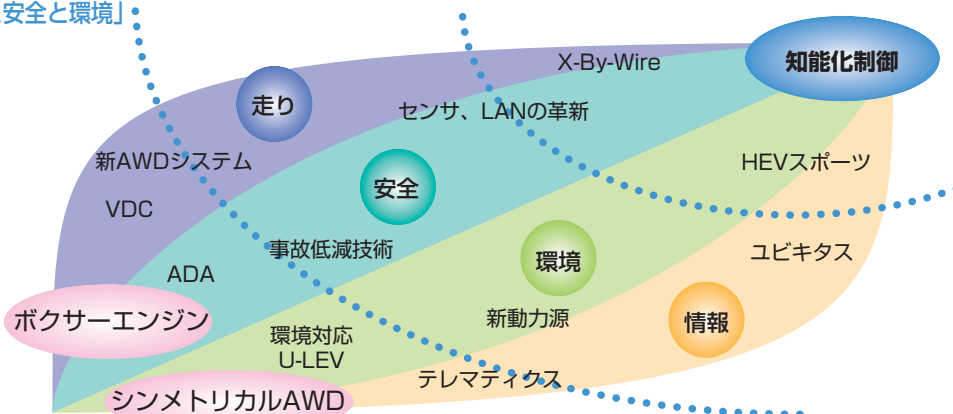 安全と環境」
X-By-Wire
知能化制御
走り
センサ、LANの革新
新AWDシステム
HEVスポーツ
安全
VDC
事故低減技術
ユビキタス
環境
ADA
ボクサーエンジン
新動力源
情報
環境対応
U-LEV
テレマティクス
シンメトリカルAWD